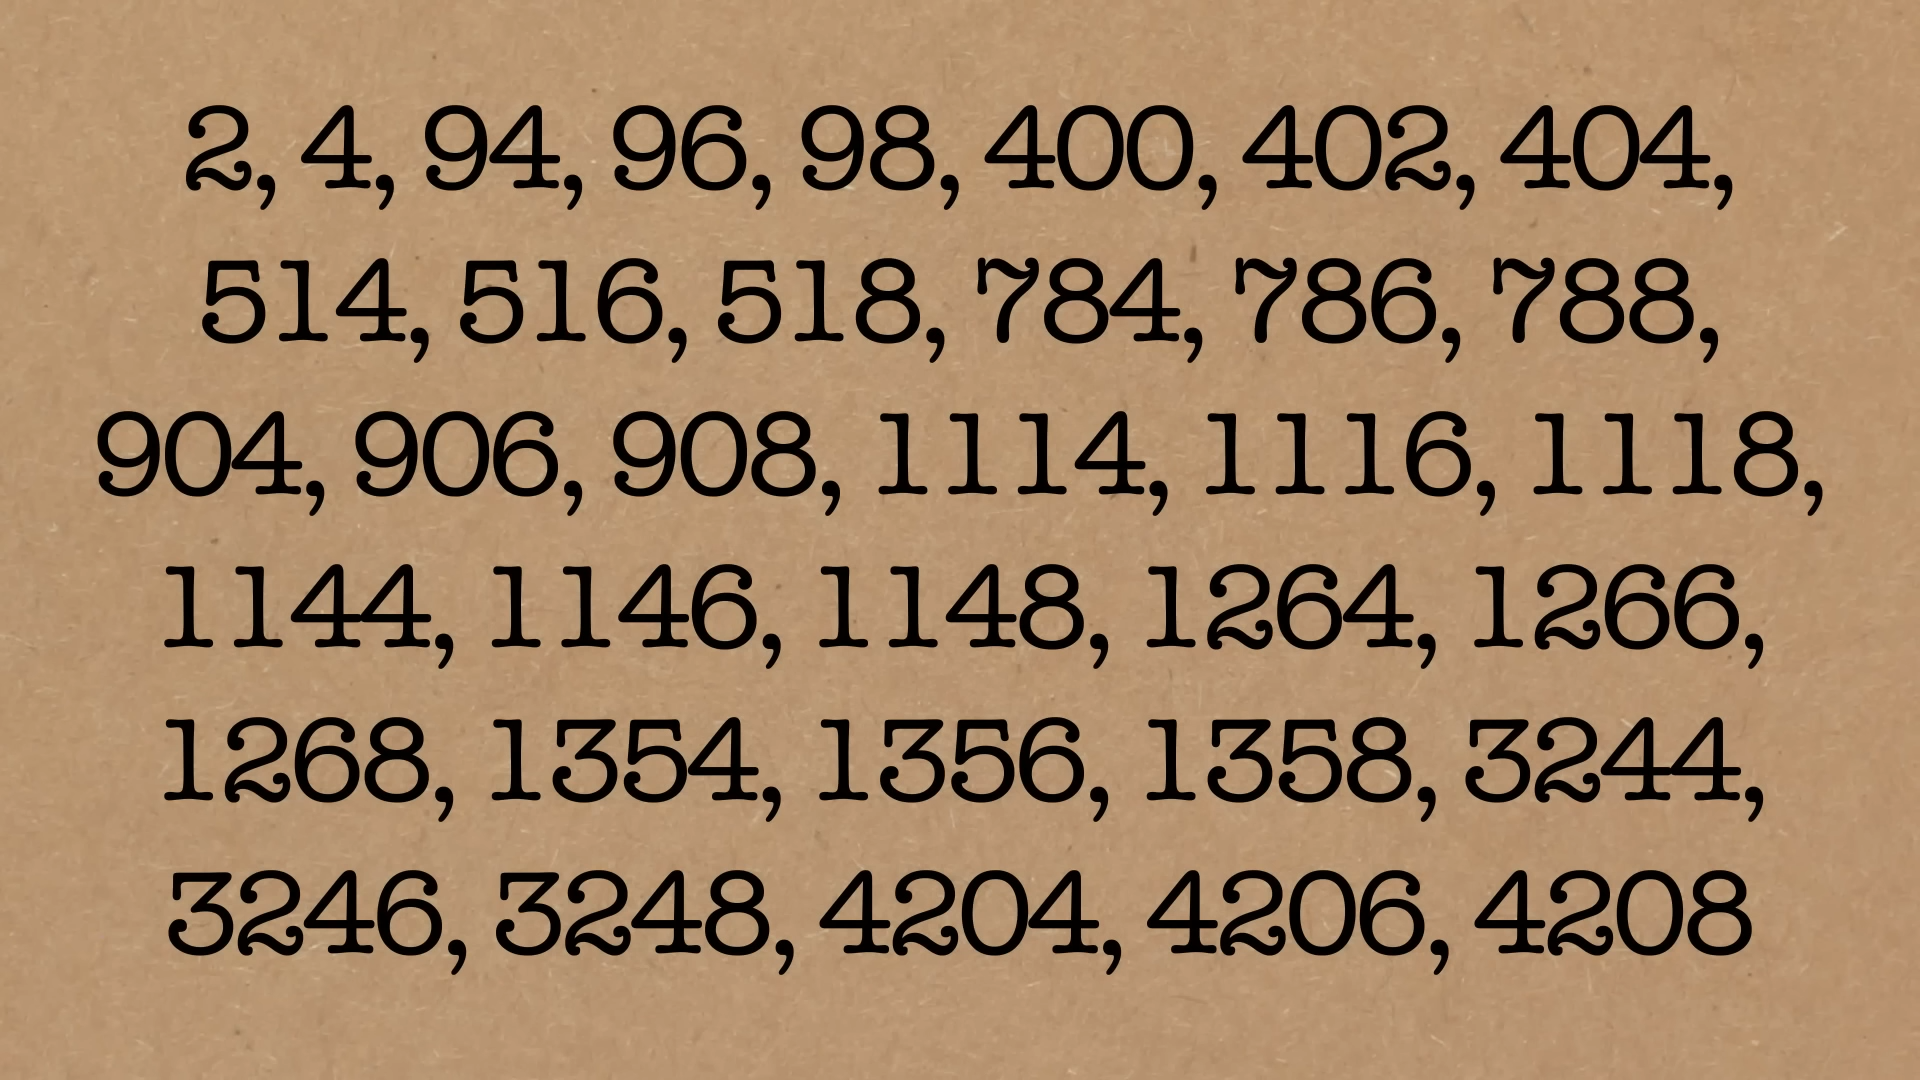 2, 4, 94, 96, 98, 400, 402, 404,
514, 516, 518, 784, 786, 788,
904, 906, 908, 1114, 1116, 1118,
1144, 1146, 1148, 1264, 1266,
1268, 1354, 1356, 1358, 3244,
3246, 3248, 4204, 4206, 4208